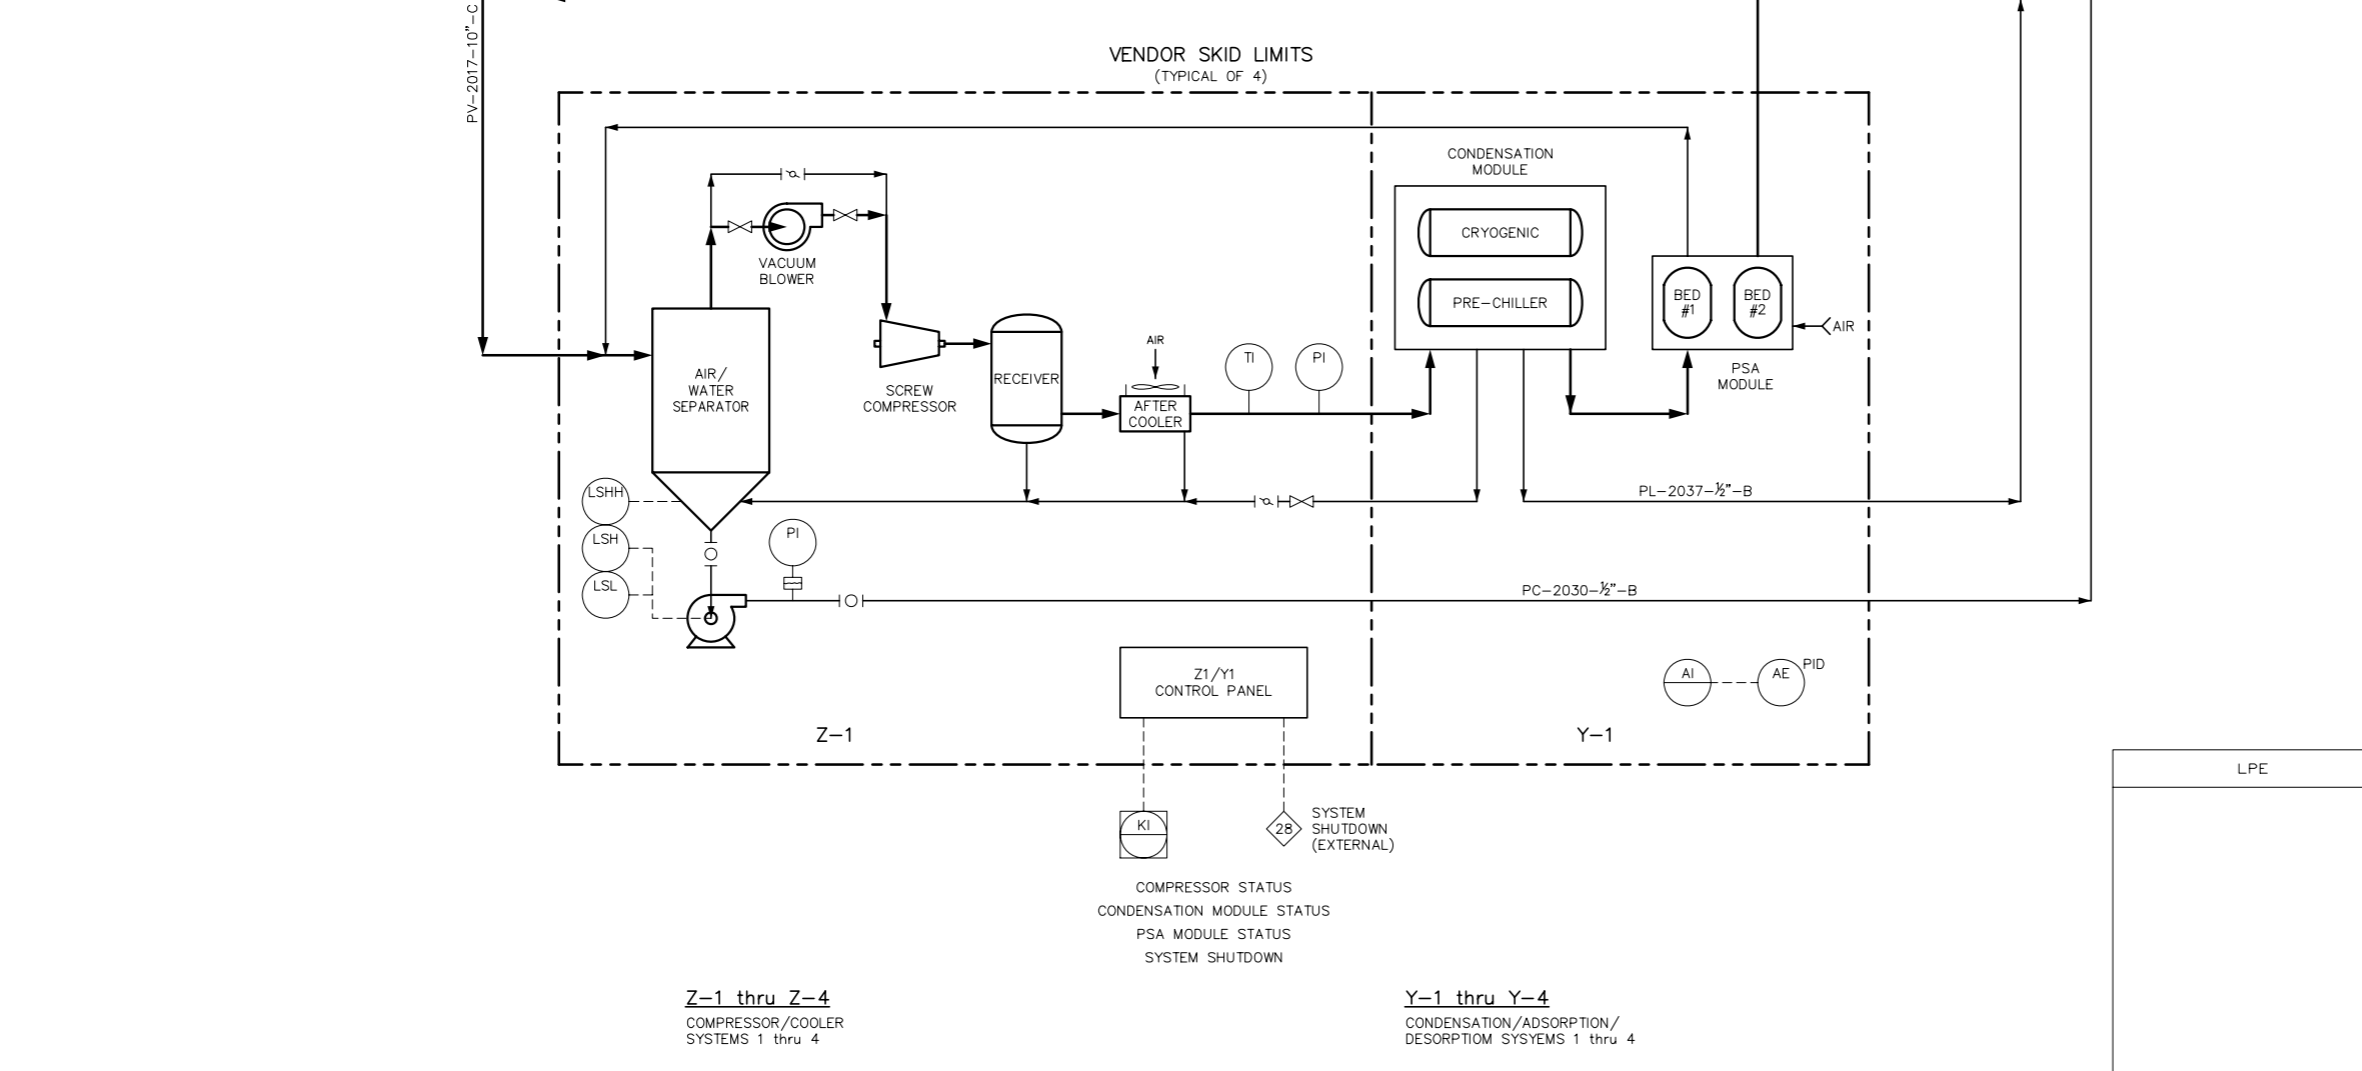 PV-2017-10"-C
VENDOR SKID LIMITS
(TYPICAL OF 4)
CONDENSATION
MODULE
CRYOGENIC
PRE-CHILLER
VACUUM
BLOWER
BED
#1
BED
#2
AIR
PSA
MODULE
AIR/
WATER
SEPARATOR
SCREW
COMPRESSOR
RECEIVER
AIR
AFTER
COOLER
TI
PI
LSHH
LSH
LSL
PI
PL-2037-½"-B
PC-2030-½"-B
Z1/Y1
CONTROL PANEL
AI
AE
PID
Z-1
Y-1
LPE
KI
28
SYSTEM
SHUTDOWN
(EXTERNAL)
COMPRESSOR STATUS
CONDENSATION MODULE STATUS
PSA MODULE STATUS
SYSTEM SHUTDOWN
Z-1 thru Z-4
COMPRESSOR/COOLER
SYSTEMS 1 thru 4
Y-1 thru Y-4
CONDENSATION/ADSORPTION/
DESORPTIOM SYSYEMS 1 thru 4